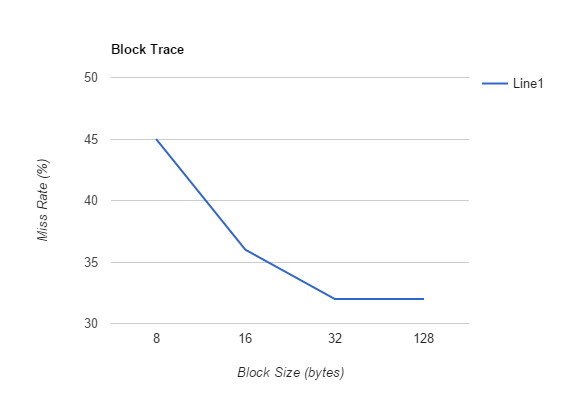 Block Trace
50
45
40
35
30
Miss Rate (%)
8 16 32 128
Block Size (bytes)
Line1